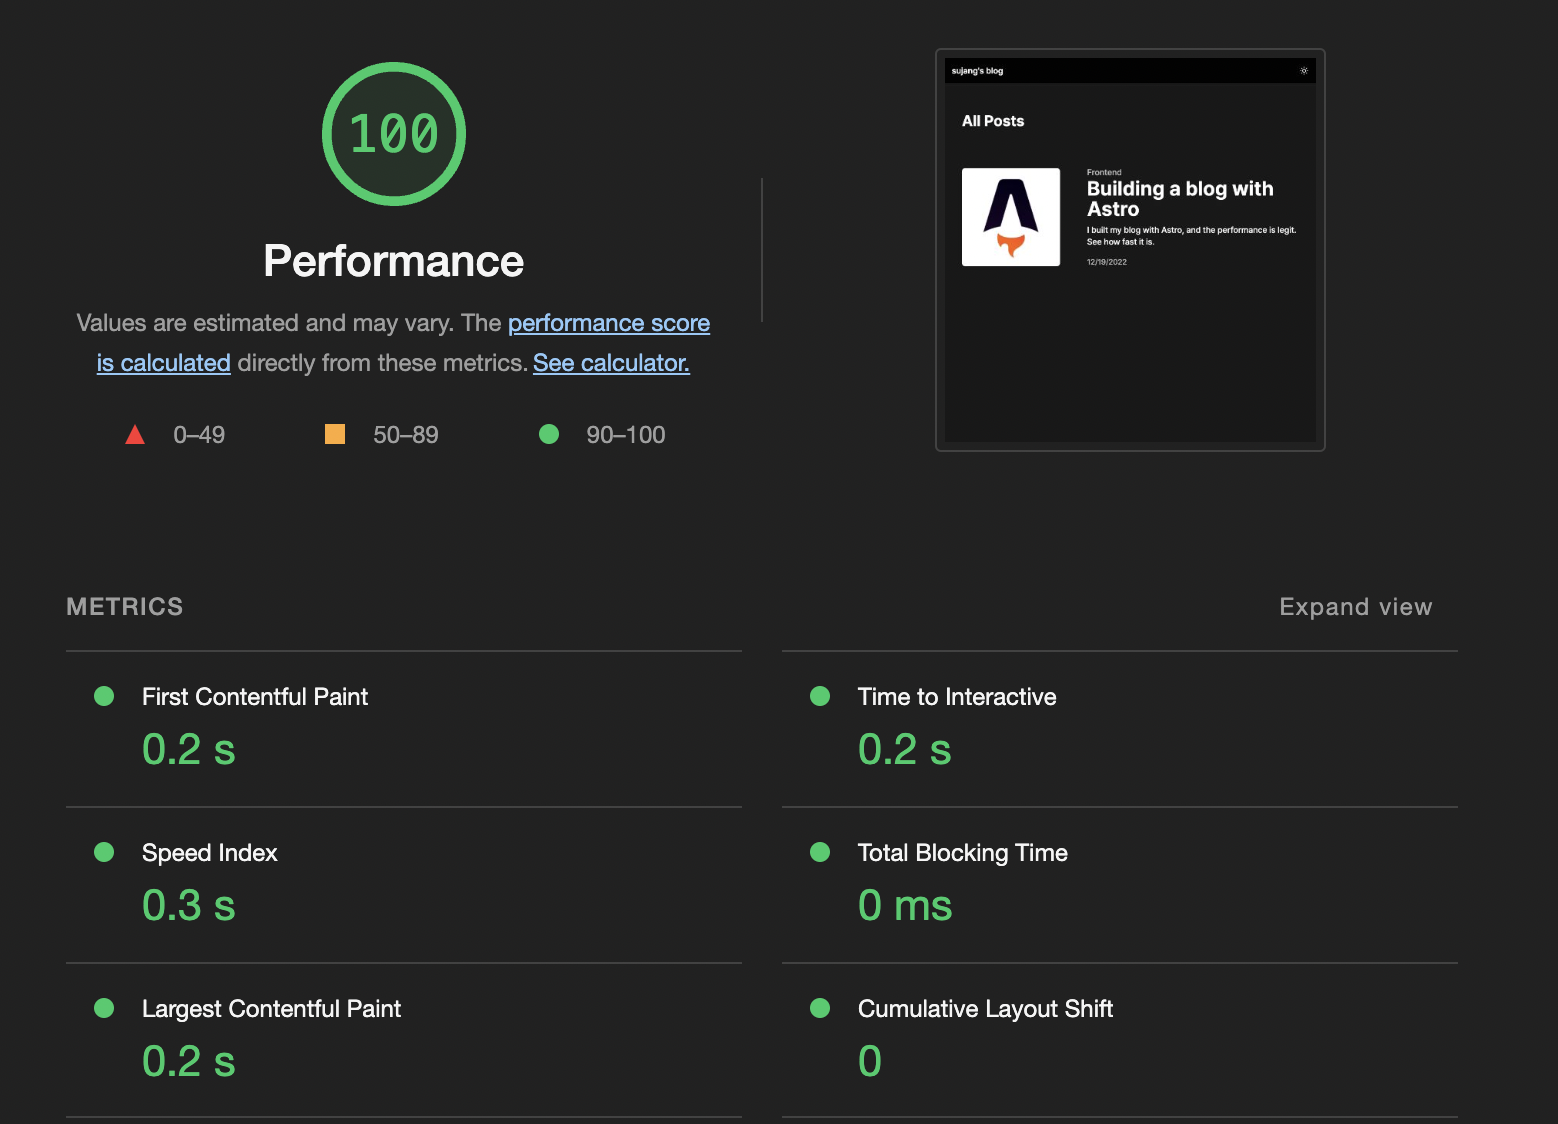 100
Performance
Values are estimated and may vary. The performance score
is calculated directly from these metrics. See calculator.
0–49
50–89
90–100
sujang's blog
All Posts
Frontend
Building a blog with
Astro
I built my blog with Astro, and the performance is legit.
See how fast it is.
12/19/2022
METRICS
Expand view
First Contentful Paint
0.2 s
Time to Interactive
0.2 s
Speed Index
0.3 s
Total Blocking Time
0 ms
Largest Contentful Paint
0.2 s
Cumulative Layout Shift
0